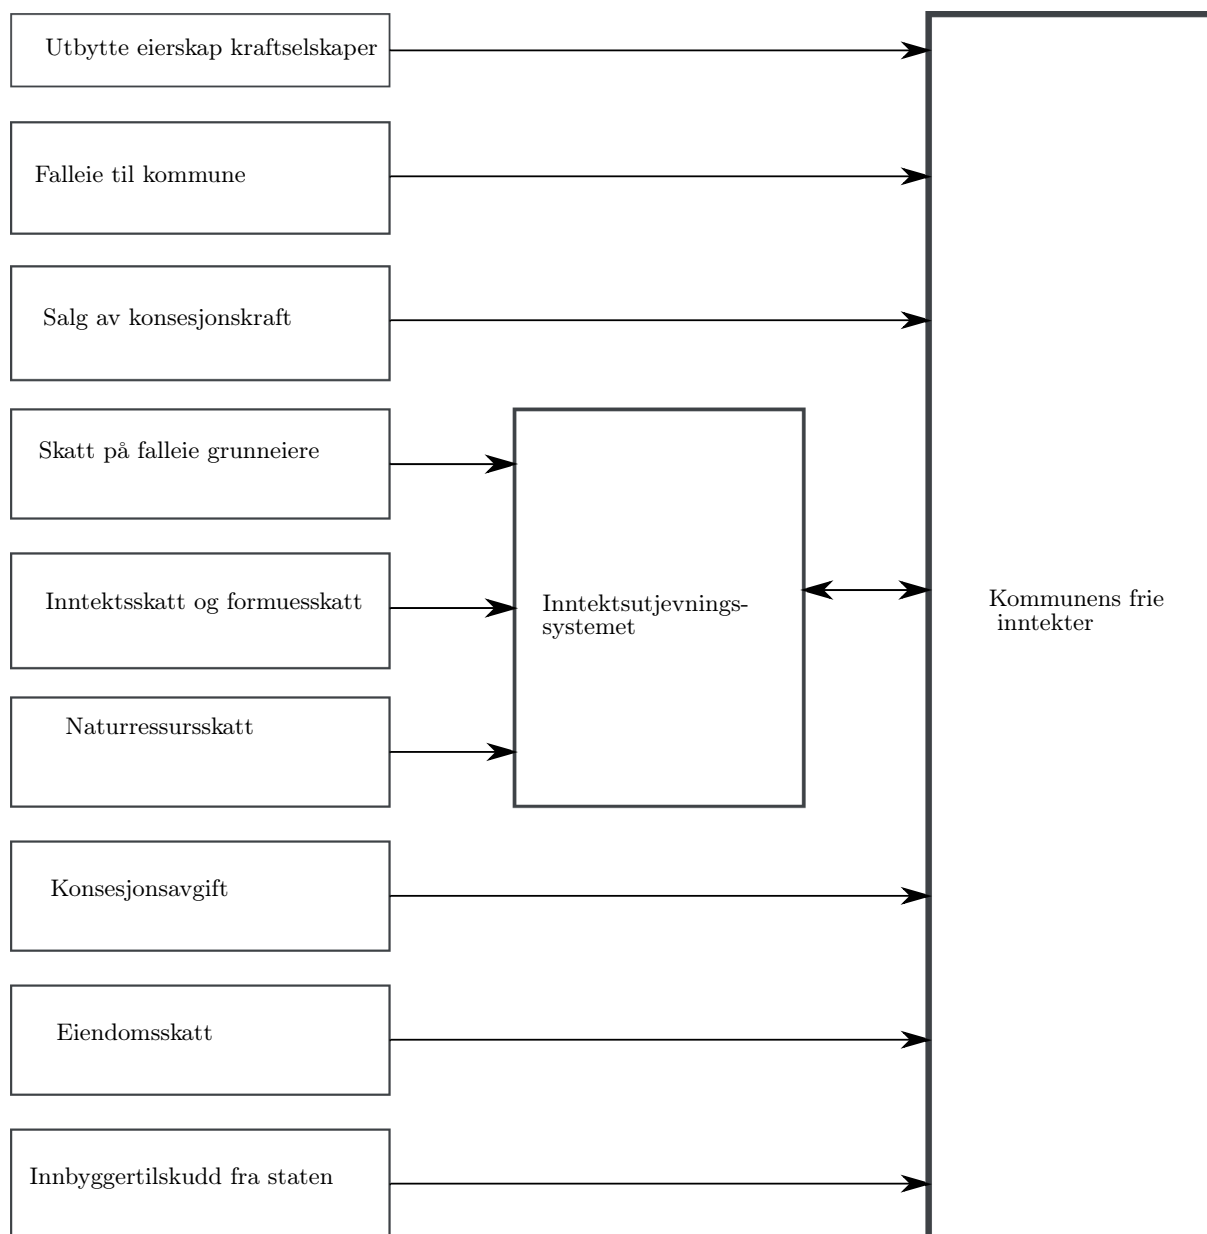 Utbytte eierskap kraftselskaper
Falleie til kommune
Salg av konsesjonskraft
Skatt på falleie grunneiere
Inntektsskatt og formuesskatt
Naturressursskatt
Konsesjonsavgift
Eiendomsskatt
Innbyggertilskudd fra staten
Inntektsutjevnings-
systemet
Kommunens frie
inntekter